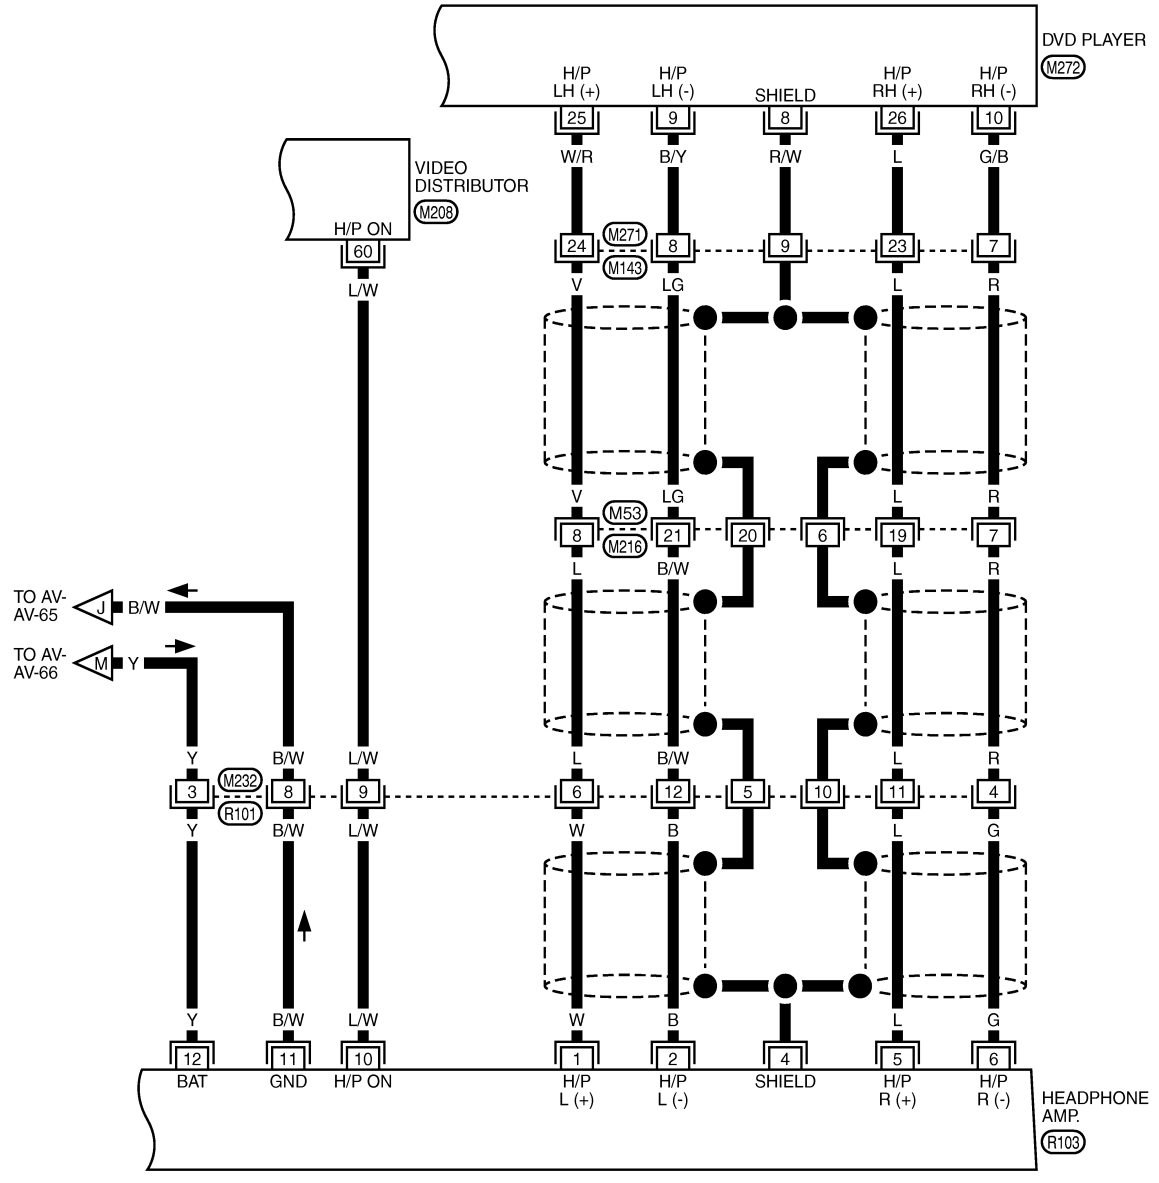 DVD PLAYER
M272
H/P H/P H/P H/P
LH (+) LH (-) SHIELD RH (+) RH (-)
25 9 8 26 10
W/R B/Y R/W L G/B
VIDEO
DISTRIBUTOR
M208
H/P ON
60
L/W
24 M271 8 9 23 7
M143
V LG L R
V LG L R
M53
8 21 20 6 19 7
M216
L B/W L R
TO AV-
AV-65
J B/W
TO AV-
AV-66
M Y
Y B/W L/W L B/W L R
3 M232 8 9 6 12 5 10 11 4
R101
Y B/W L/W W B L G
Y B/W L/W W B L G
12 11 10 1 2 4 5 6
BAT GND H/P ON H/P H/P SHIELD H/P H/P
L (+) L (-) R (+) R (-)
HEADPHONE
AMP.
R103